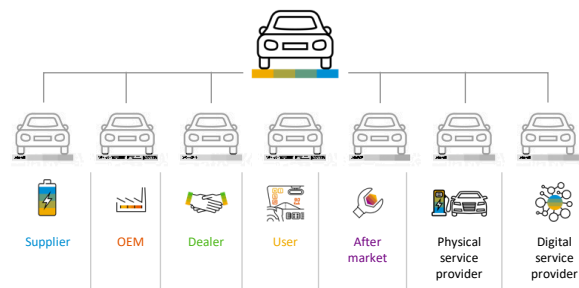 Supplier
OEM
Dealer
User
After
market
Physical
service
provider
Digital
service
provider